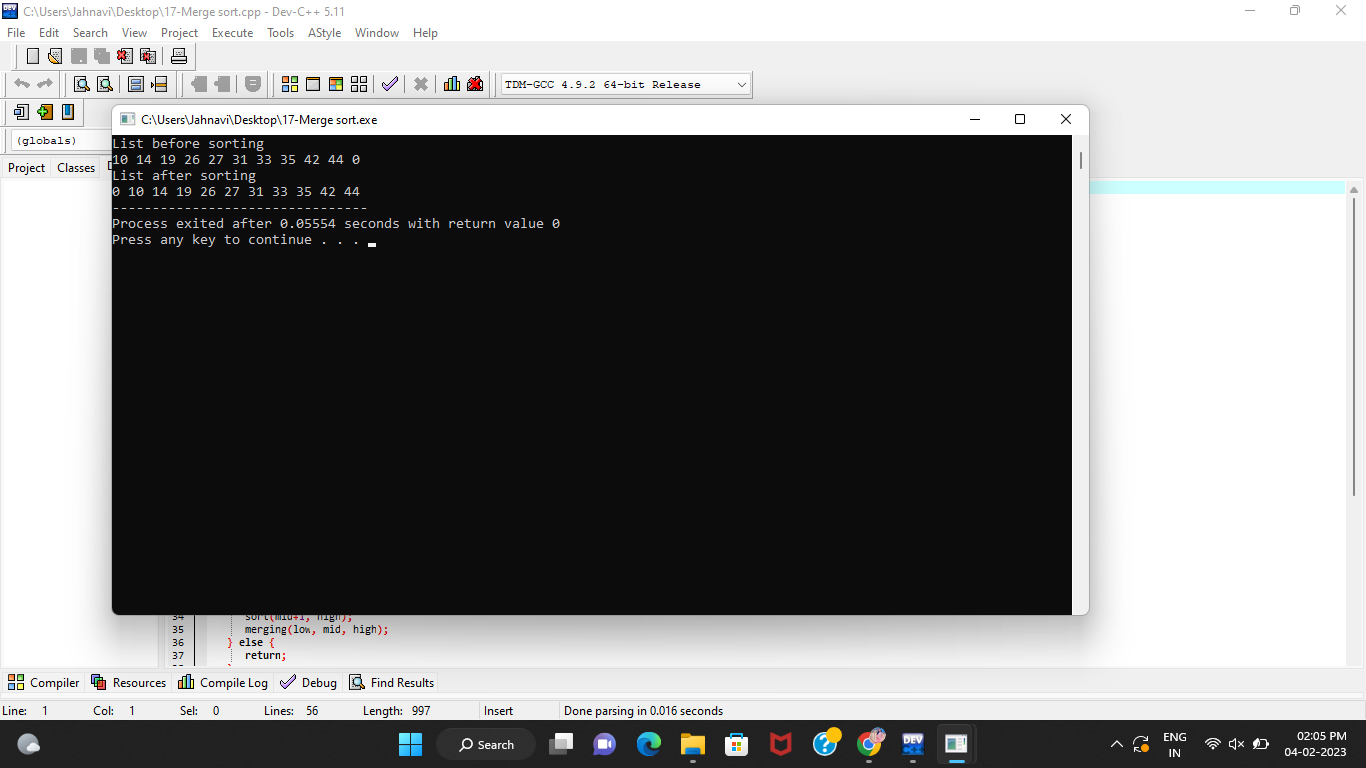 C:\Users\Jahnavi\Desktop\17-Merge sort.cpp - Dev-C++ 5.11
File Edit Search View Project Execute Tools AStyle Window Help
TDM-GCC 4.9.2 64-bit Release
(globals)
Project Classes
C:\Users\Jahnavi\Desktop\17-Merge sort.exe
List before sorting
10 14 19 26 27 31 33 35 42 44 0
List after sorting
0 10 14 19 26 27 31 33 35 42 44
--------------------------------
Process exited after 0.05554 seconds with return value 0
Press any key to continue . . .
34 sort(mid+1, high);
35 merging(low, mid, high);
36 } else {
37 return;
Compiler Resources Compile Log Debug Find Results
Line: 1 Col: 1 Sel: 0 Lines: 56 Length: 997 Insert Done parsing in 0.016 seconds
Search
DEV
ENG
IN
02:05 PM
04-02-2023